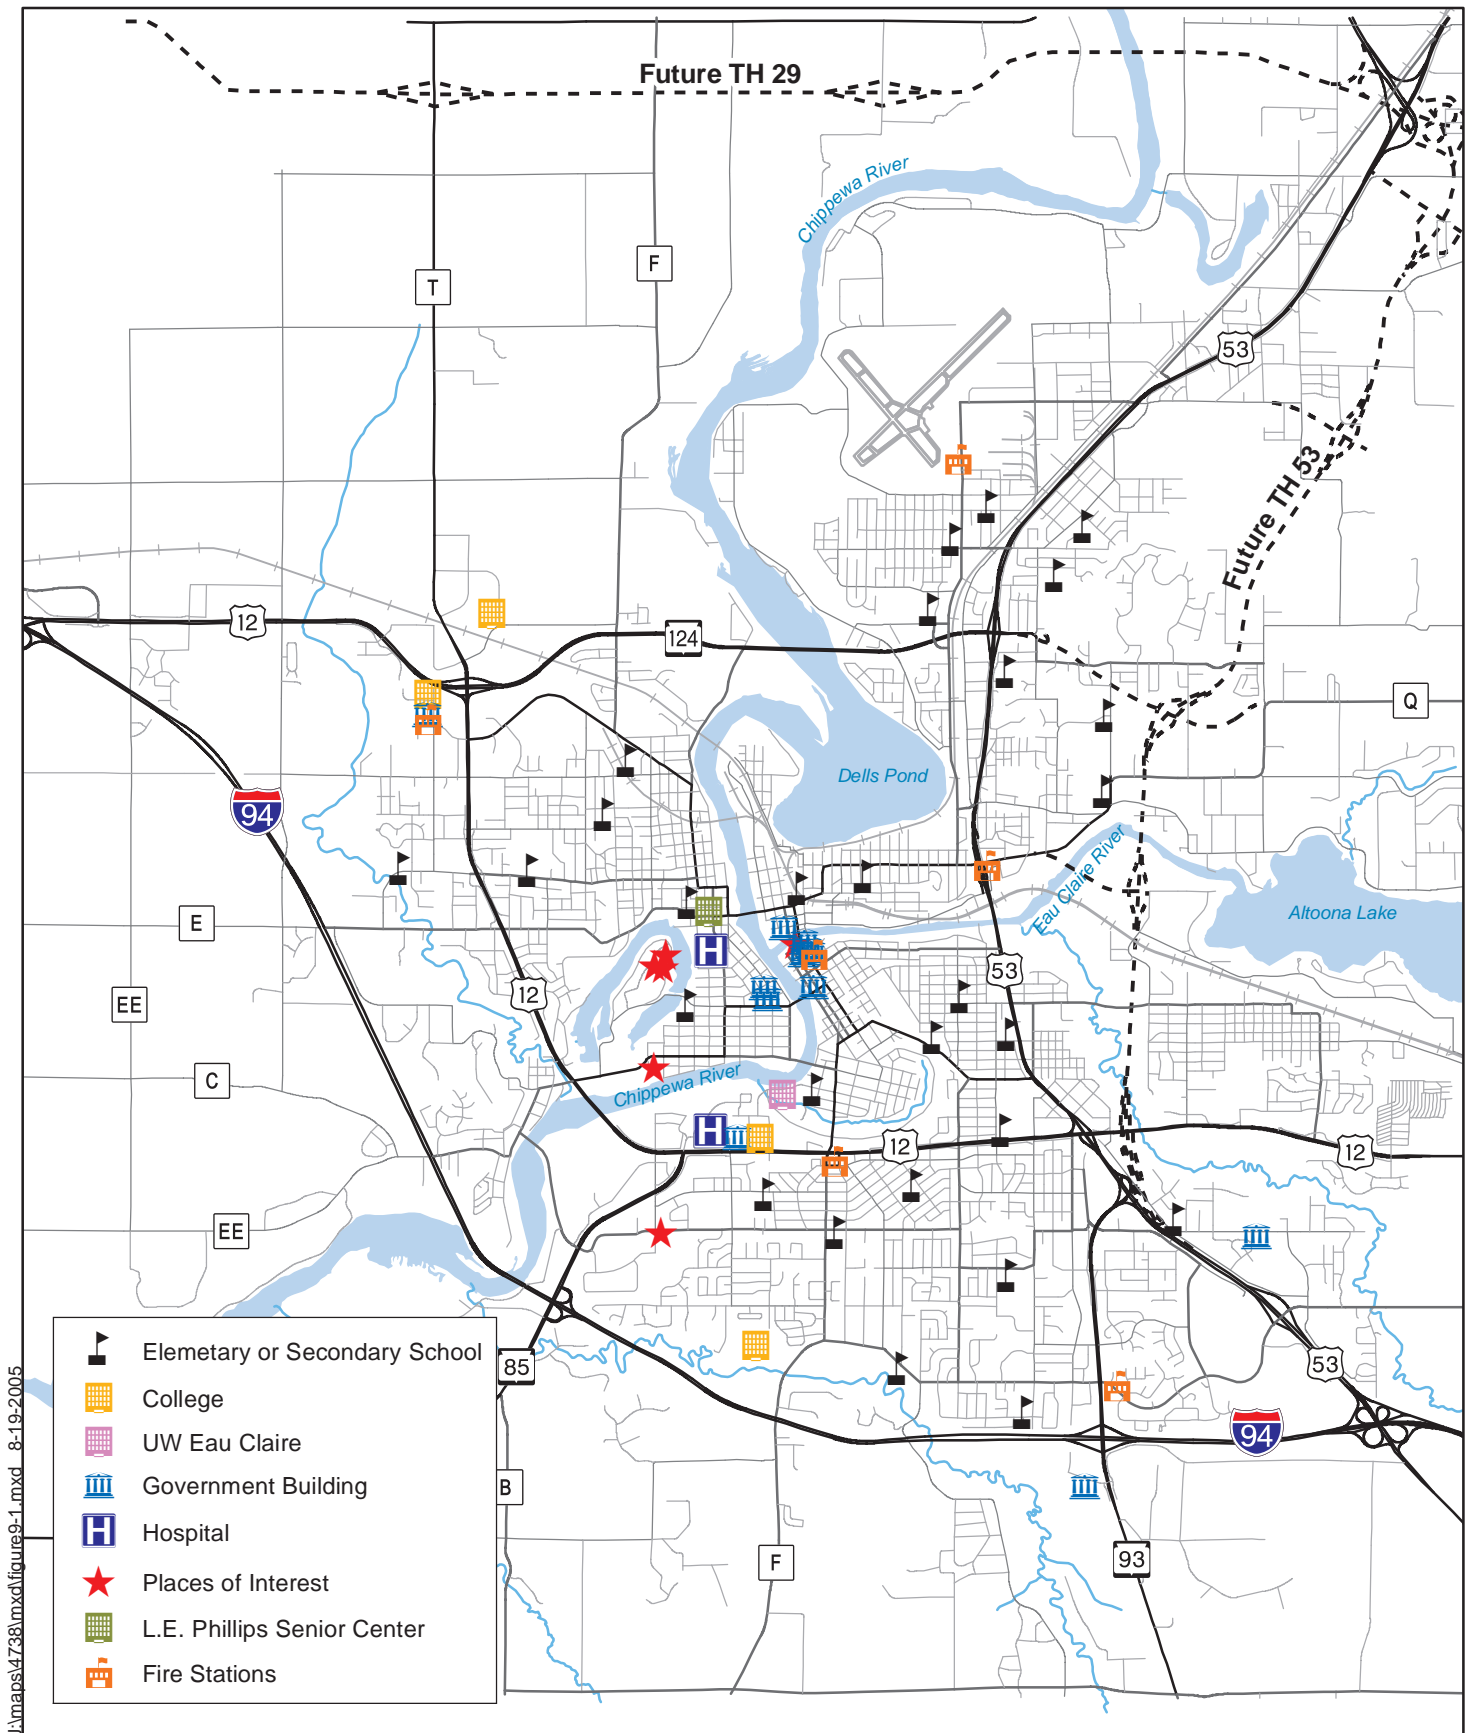 Future TH 29
Chippewa River
F
T
53
Future TH 53
12
124
Q
Dells Pond
94
Eau Claire River
Altoona Lake
E
H
53
12
EE
C
Chippewa River
H
12
12
EE
Elemetary or Secondary School
85
53
College
UW Eau Claire
94
Government Building
B
H
Hospital
F
93
Places of Interest
L.E. Phillips Senior Center
Fire Stations
J:\maps\4738\mxd\figure9-1.mxd 8-19-2005